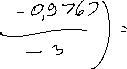 -0,9767
-3 ) =